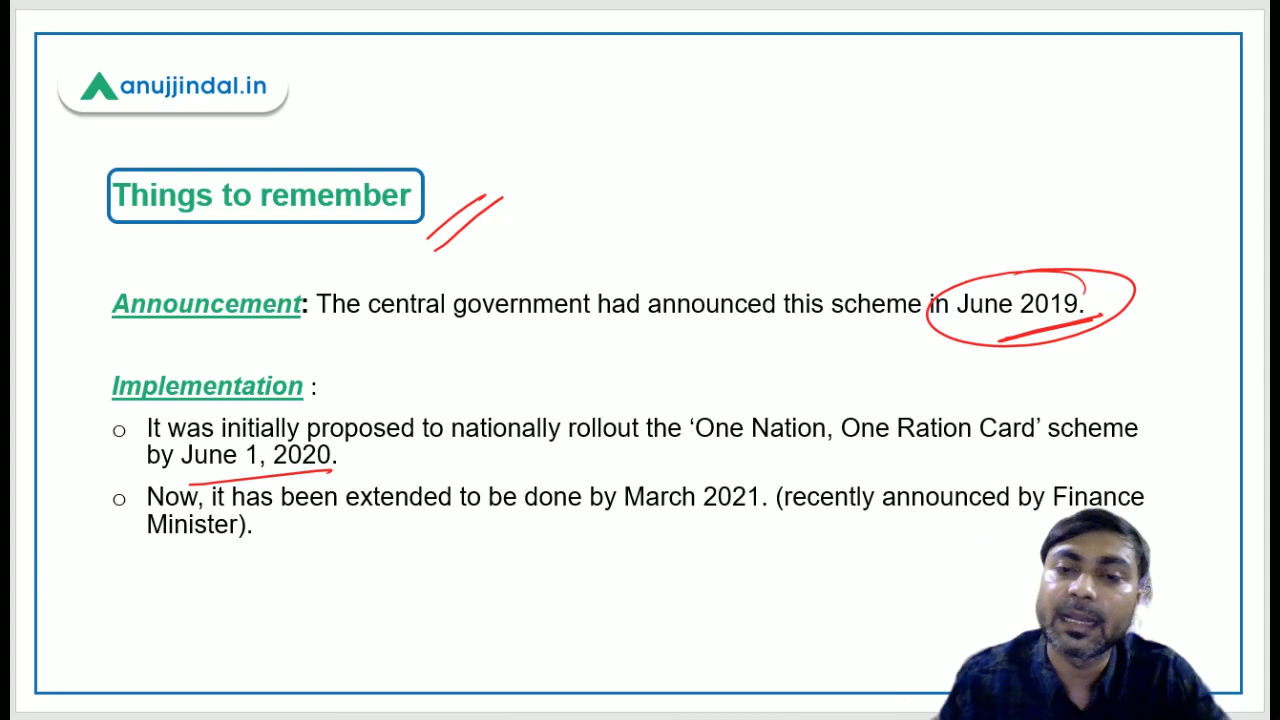 anujjindal.in
Things to remember
Announcement: The central government had announced this scheme in June 2019.
Implementation :
o It was initially proposed to nationally rollout the ‘One Nation, One Ration Card’ scheme
by June 1, 2020.
o Now, it has been extended to be done by March 2021. (recently announced by Finance
Minister).